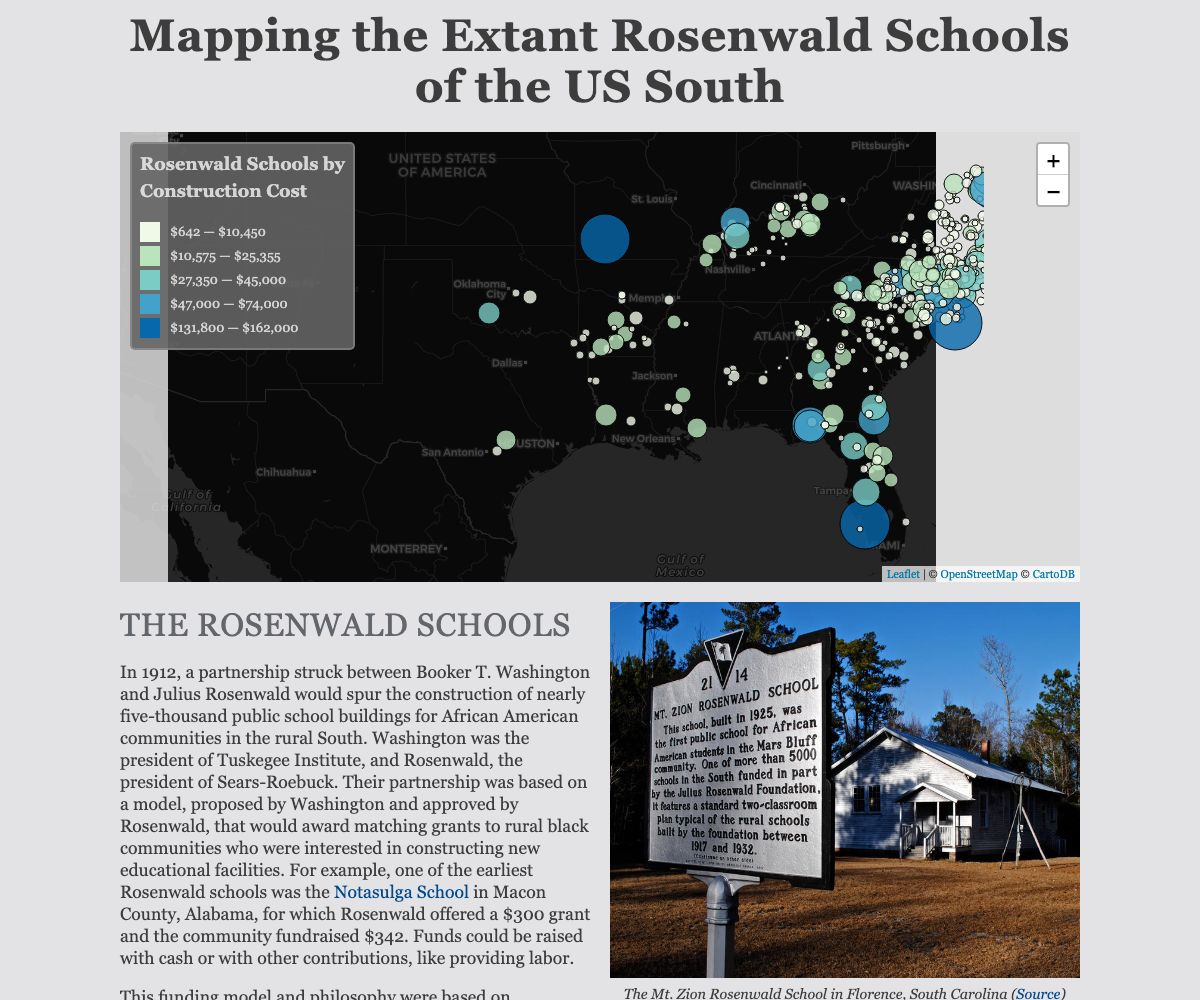 Mapping the Extant Rosenwald Schools
of the US South
Rosenwald Schools by
Construction Cost
$642 — $10,450
$10,575 — $25,355
$27,350 — $45,000
$47,000 — $74,000
$131,800 — $162,000
UNITED STATES
OF AMERICA
Pittsburgh
St. Louis
Cincinnati
WASHIN
Nashville
Oklahoma
City
Memphis
ATLANT
Dallas
Jackson
USTON
New Orleans
San Antonio
Chihuahua
Tampa
Gulf of
California
MONTERREY
AMI
Gulf of
Mexico
+
−
Leaflet | © OpenStreetMap © CartoDB
THE ROSENWALD SCHOOLS
In 1912, a partnership struck between Booker T. Washington
and Julius Rosenwald would spur the construction of nearly
five-thousand public school buildings for African American
communities in the rural South. Washington was the
president of Tuskegee Institute, and Rosenwald, the
president of Sears-Roebuck. Their partnership was based on
a model, proposed by Washington and approved by
Rosenwald, that would award matching grants to rural black
communities who were interested in constructing new
educational facilities. For example, one of the earliest
Rosenwald schools was the Notasulga School in Macon
County, Alabama, for which Rosenwald offered a $300 grant
and the community fundraised $342. Funds could be raised
with cash or with other contributions, like providing labor.
This funding model and philosophy were based on
21 14
MT. ZION ROSENWALD SCHOOL
This school, built in 1925, was
the first public school for African
American students in the Mars Bluff
community. One of more than 5000
schools in the South funded in part
by the Julius Rosenwald Foundation,
it features a standard two-classroom
plan typical of the rural schools
built by the foundation between
1917 and 1932.
The Mt. Zion Rosenwald School in Florence, South Carolina (Source)